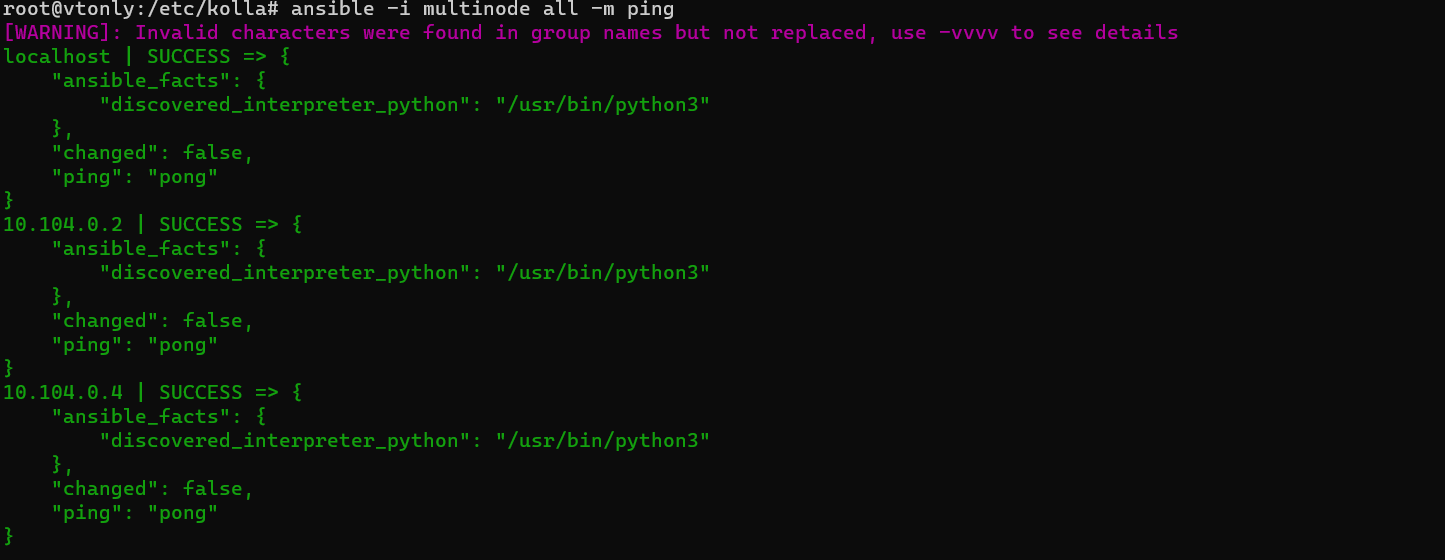 root@vtonly:/etc/kolla# ansible -i multinode all -m ping
[WARNING]: Invalid characters were found in group names but not replaced, use -vvvv to see details
localhost | SUCCESS => {
    "ansible_facts": {
        "discovered_interpreter_python": "/usr/bin/python3"
    },
    "changed": false,
    "ping": "pong"
}
10.104.0.2 | SUCCESS => {
    "ansible_facts": {
        "discovered_interpreter_python": "/usr/bin/python3"
    },
    "changed": false,
    "ping": "pong"
}
10.104.0.4 | SUCCESS => {
    "ansible_facts": {
        "discovered_interpreter_python": "/usr/bin/python3"
    },
    "changed": false,
    "ping": "pong"
}